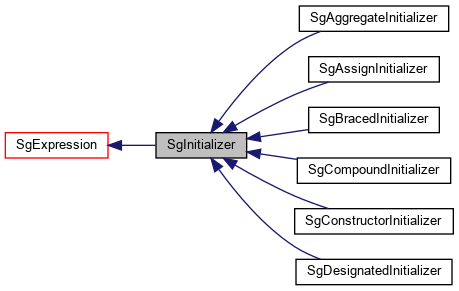 SgAggregateInitializer
SgAssignInitializer
SgBracedInitializer
SgExpression
SgInitializer
SgCompoundInitializer
SgConstructorInitializer
SgDesignatedInitializer